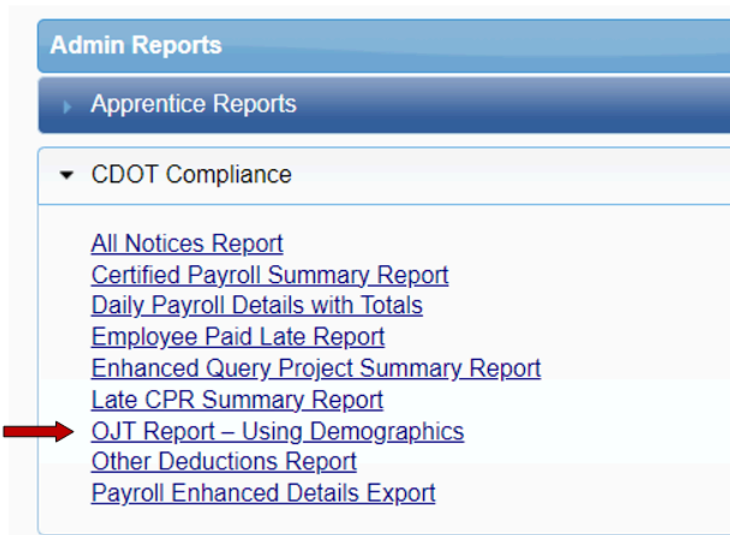 Admin Reports
Apprentice Reports
CDOT Compliance
All Notices Report
Certified Payroll Summary Report
Daily Payroll Details with Totals
Employee Paid Late Report
Enhanced Query Project Summary Report
Late CPR Summary Report
OJT Report – Using Demographics
Other Deductions Report
Payroll Enhanced Details Export